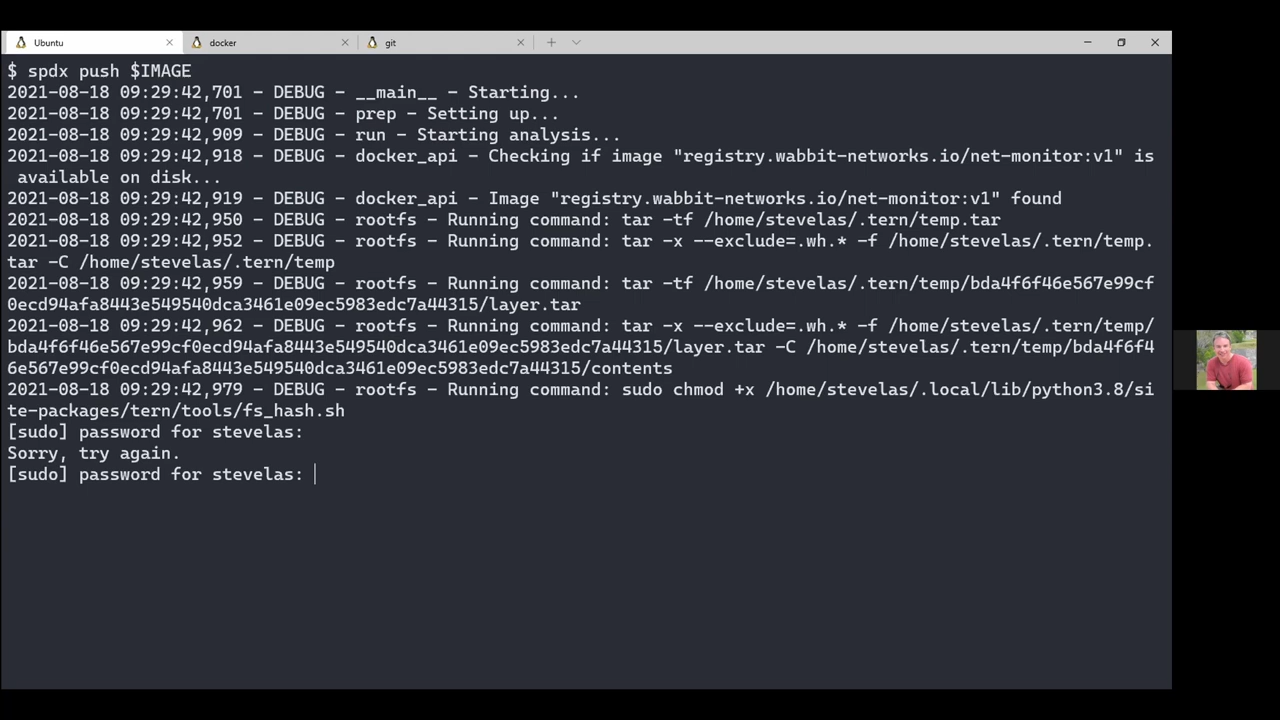 Ubuntu
docker
git
$ spdx push $IMAGE
2021-08-18 09:29:42,701 - DEBUG - __main__ - Starting...
2021-08-18 09:29:42,701 - DEBUG - prep - Setting up...
2021-08-18 09:29:42,909 - DEBUG - run - Starting analysis...
2021-08-18 09:29:42,918 - DEBUG - docker_api - Checking if image "registry.wabbit-networks.io/net-monitor:v1" is
 available on disk...
2021-08-18 09:29:42,919 - DEBUG - docker_api - Image "registry.wabbit-networks.io/net-monitor:v1" found
2021-08-18 09:29:42,950 - DEBUG - rootfs - Running command: tar -tf /home/stevelas/.tern/temp.tar
2021-08-18 09:29:42,952 - DEBUG - rootfs - Running command: tar -x --exclude=.wh.* -f /home/stevelas/.tern/temp.
tar -C /home/stevelas/.tern/temp
2021-08-18 09:29:42,959 - DEBUG - rootfs - Running command: tar -tf /home/stevelas/.tern/temp/bda4f6f46e567e99cf
0ecd94afa8443e549540dca3461e09ec5983edc7a44315/layer.tar
2021-08-18 09:29:42,962 - DEBUG - rootfs - Running command: tar -x --exclude=.wh.* -f /home/stevelas/.tern/temp/
bda4f6f46e567e99cf0ecd94afa8443e549540dca3461e09ec5983edc7a44315/layer.tar -C /home/stevelas/.tern/temp/bda4f6f4
6e567e99cf0ecd94afa8443e549540dca3461e09ec5983edc7a44315/contents
2021-08-18 09:29:42,979 - DEBUG - rootfs - Running command: sudo chmod +x /home/stevelas/.local/lib/python3.8/si
te-packages/tern/tools/fs_hash.sh
[sudo] password for stevelas:
Sorry, try again.
[sudo] password for stevelas: